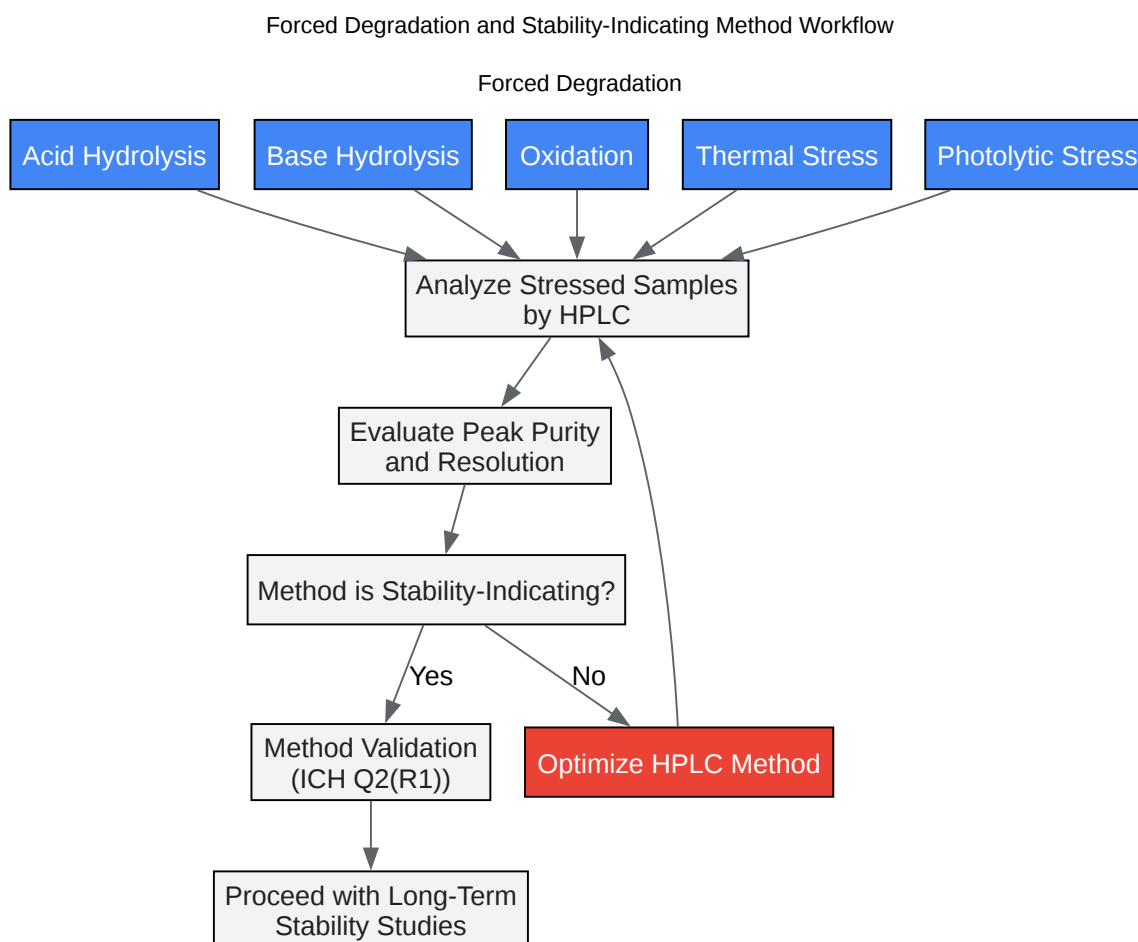 Forced Degradation and Stability-Indicating Method Workflow
Forced Degradation
Acid Hydrolysis
Base Hydrolysis
Oxidation
Thermal Stress
Photolytic Stress
Analyze Stressed Samples
by HPLC
Evaluate Peak Purity
and Resolution
Method is Stability-Indicating?
Yes
No
Method Validation
(ICH Q2(R1))
Optimize HPLC Method
Proceed with Long-Term
Stability Studies